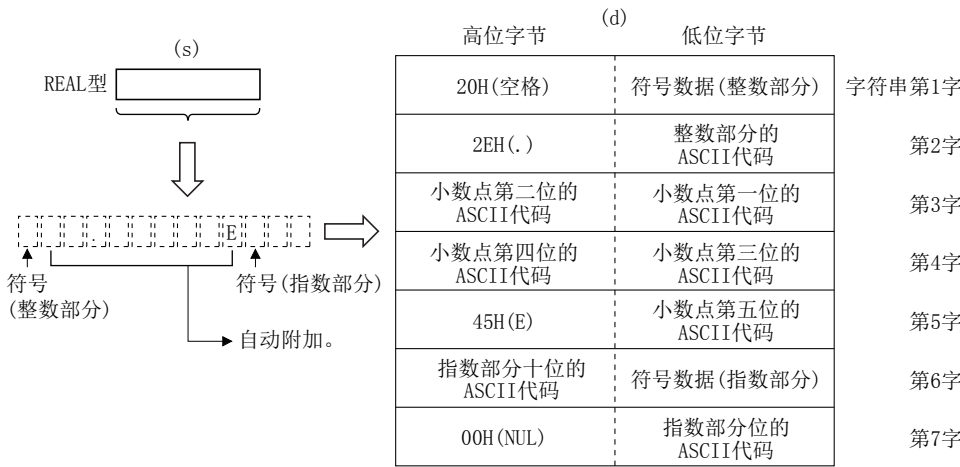 (s)
REAL型
. E
符号
(整数部分)
符号(指数部分)
自动附加。
(d)
高位字节 低位字节
20H(空格) 符号数据(整数部分) 字符串第1字
2EH(.) 整数部分的
ASCII代码 第2字
小数点第二位的
ASCII代码 小数点第一位的
ASCII代码 第3字
小数点第四位的
ASCII代码 小数点第三位的
ASCII代码 第4字
45H(E) 小数点第五位的
ASCII代码 第5字
指数部分十位的
ASCII代码 符号数据(指数部分) 第6字
00H(NUL) 指数部分位的
ASCII代码 第7字